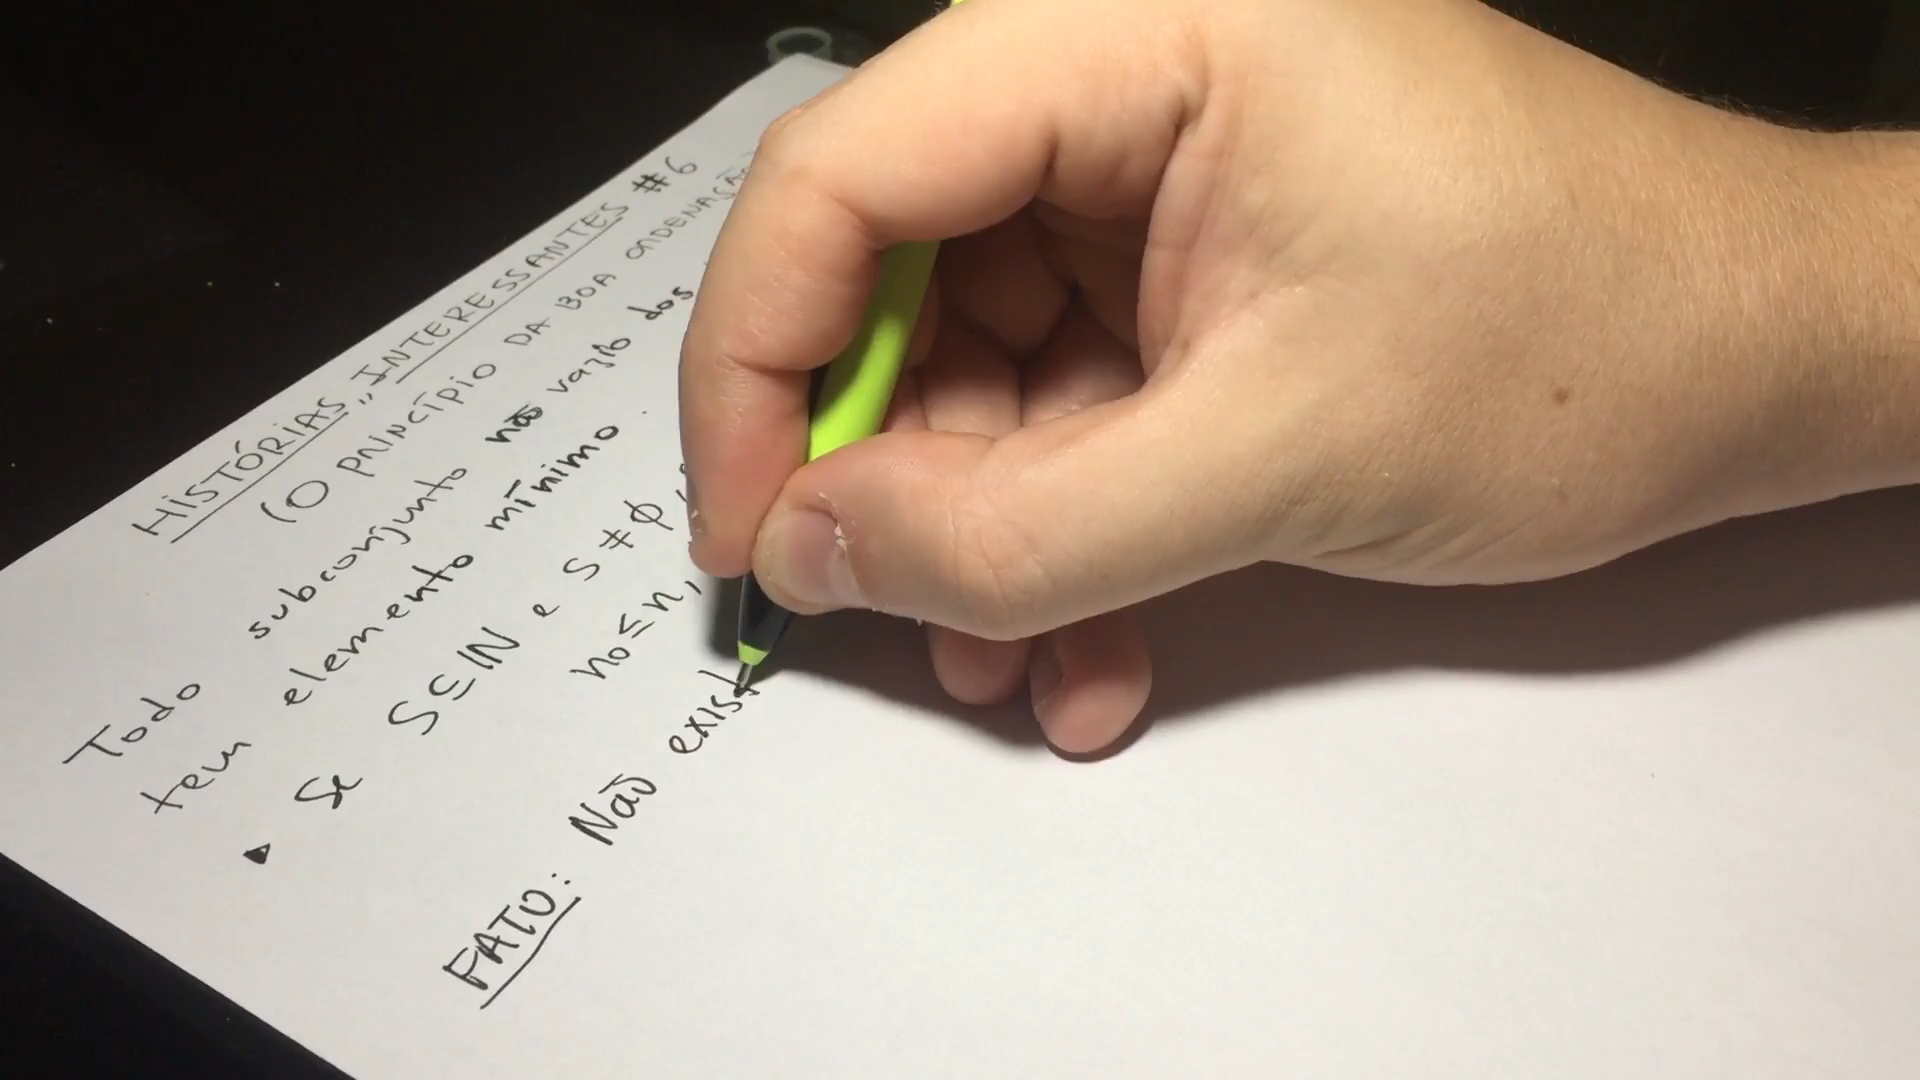 HISTÓRIAS "INTERESSANTES #6
(O PRINCÍPIO DA BOA ORDENAÇÃO)
Todo subconjunto não vazio dos
tem elemento mínimo.
Se S⊆IN e S≠∅,
n₀≤n,
FATO: Não exist